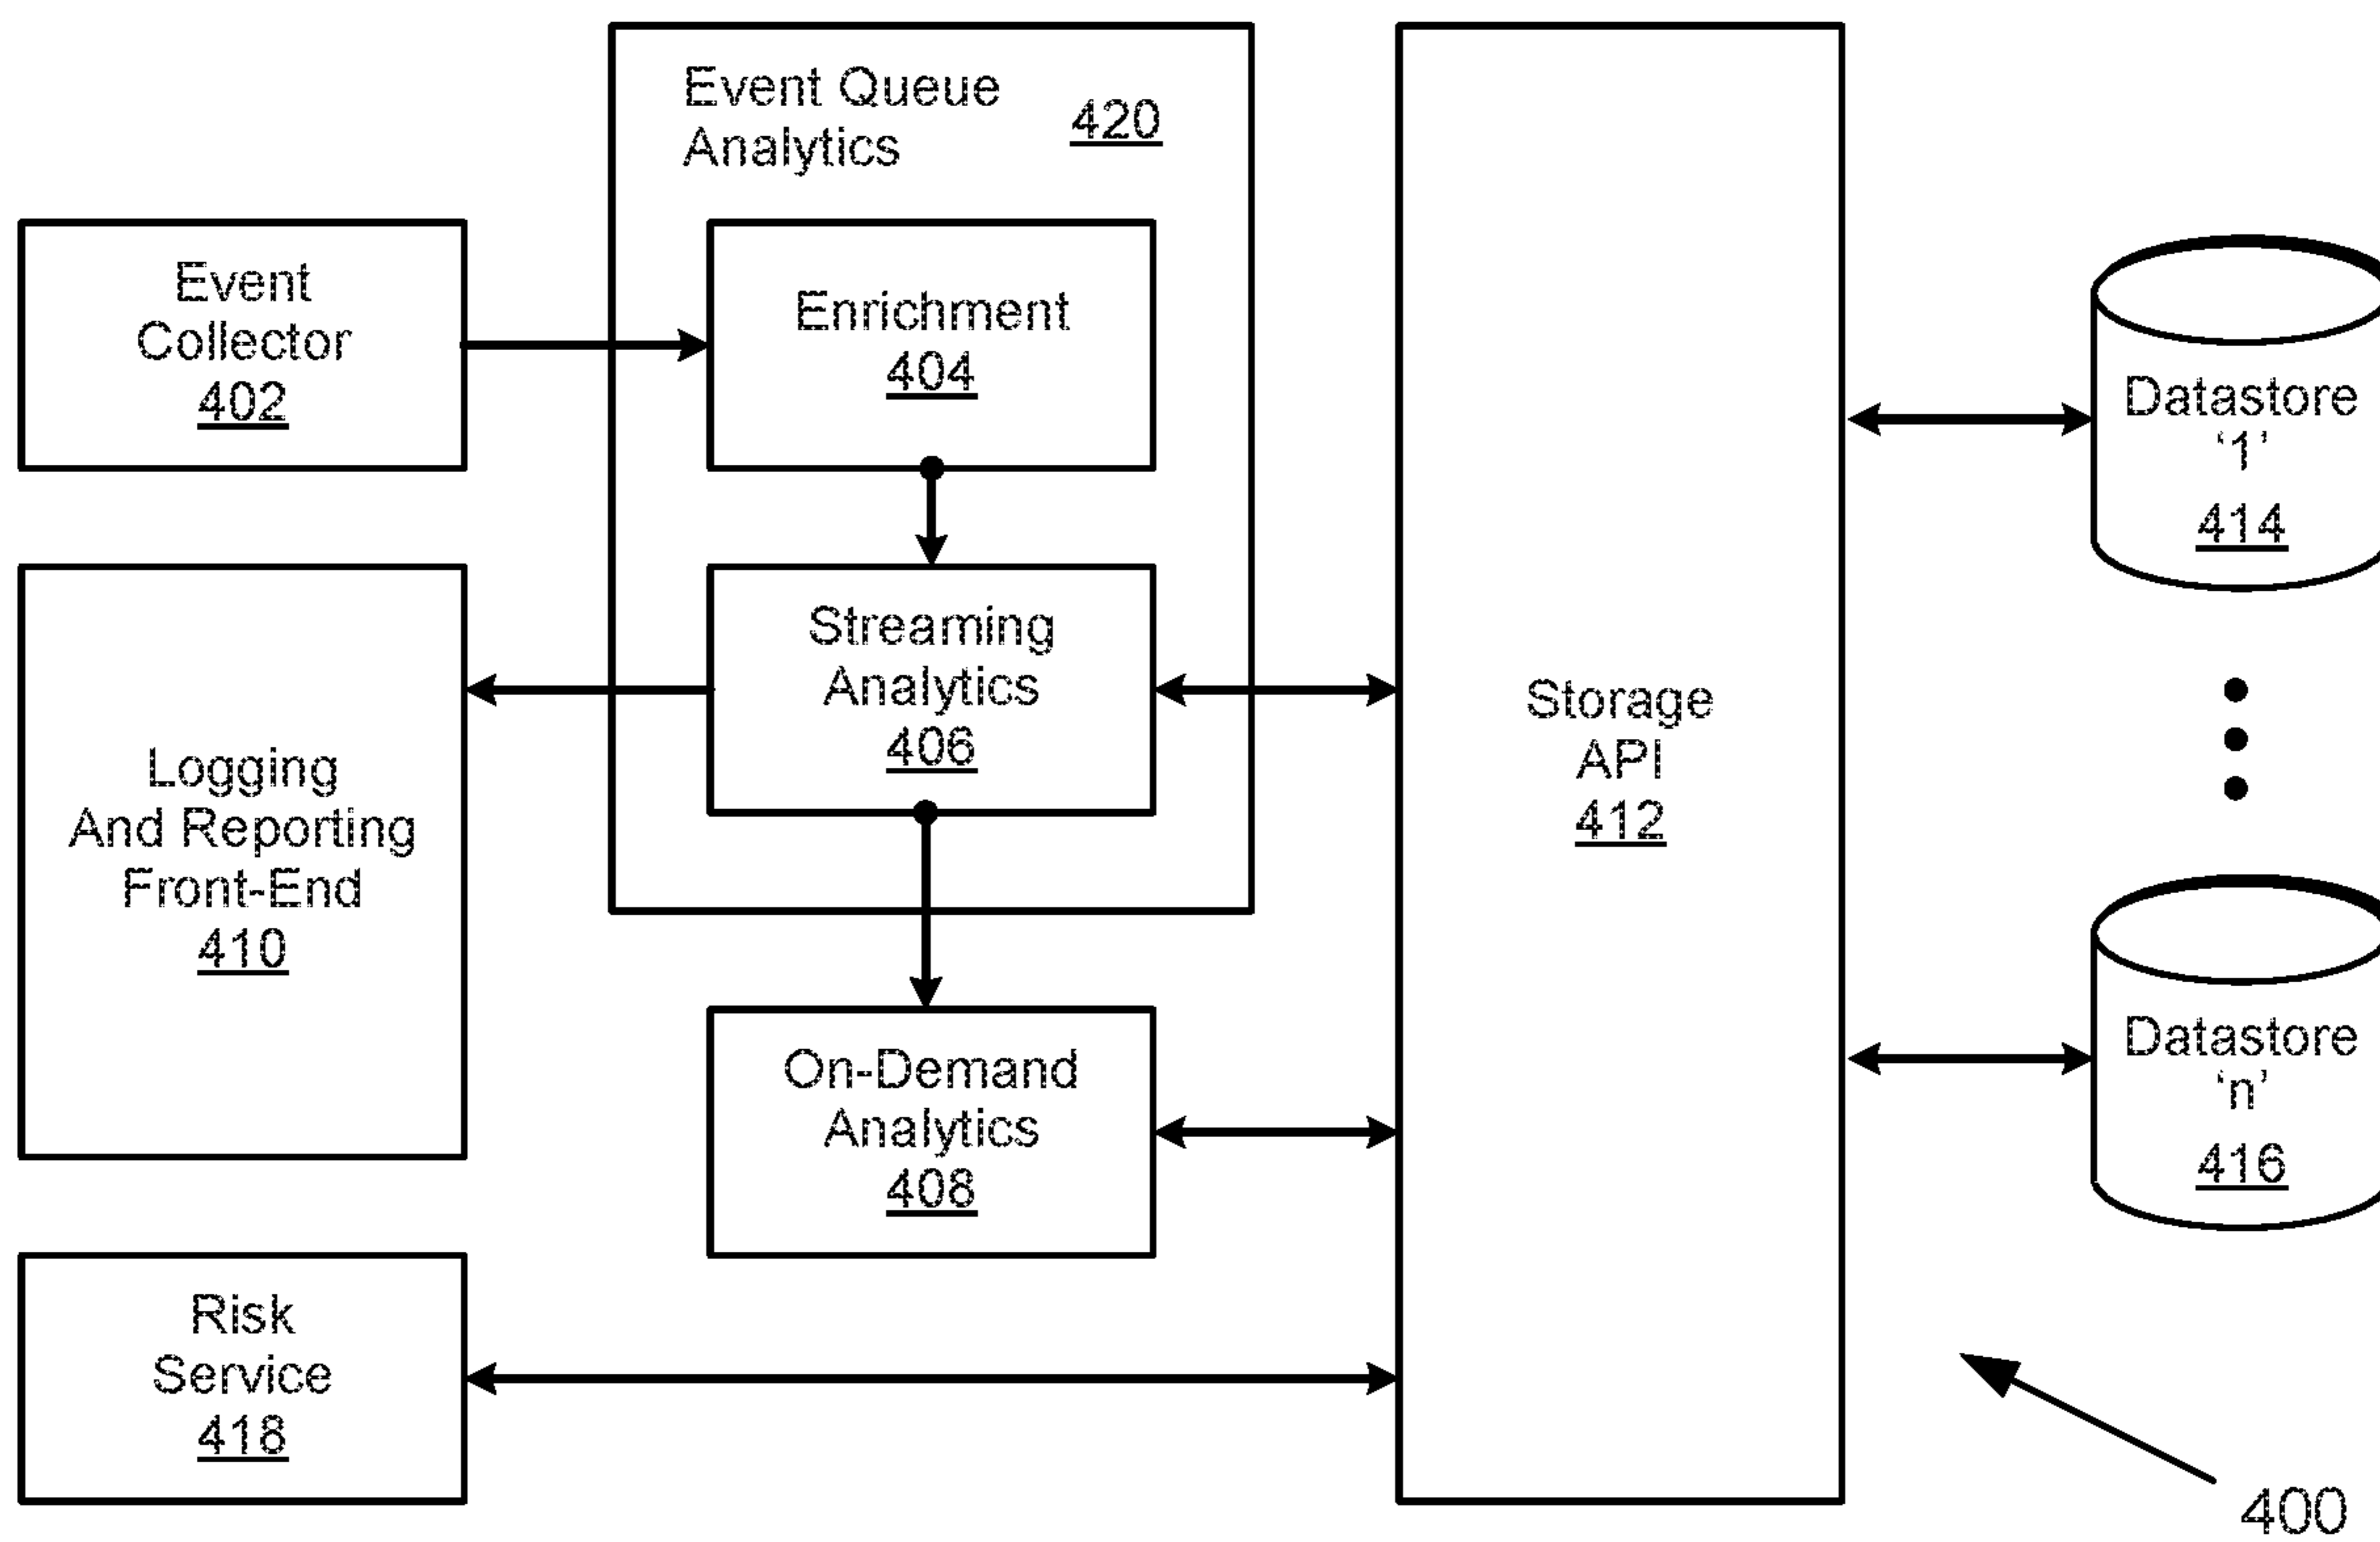 Event Queue
Analytics
420
Event
Collector
402
Enrichment
404
Streaming
Analytics
406
Logging
And Reporting
Front-End
410
On-Demand
Analytics
408
Risk
Service
418
Storage
API
412
Datastore
‘1’
414
Datastore
‘n’
416
400